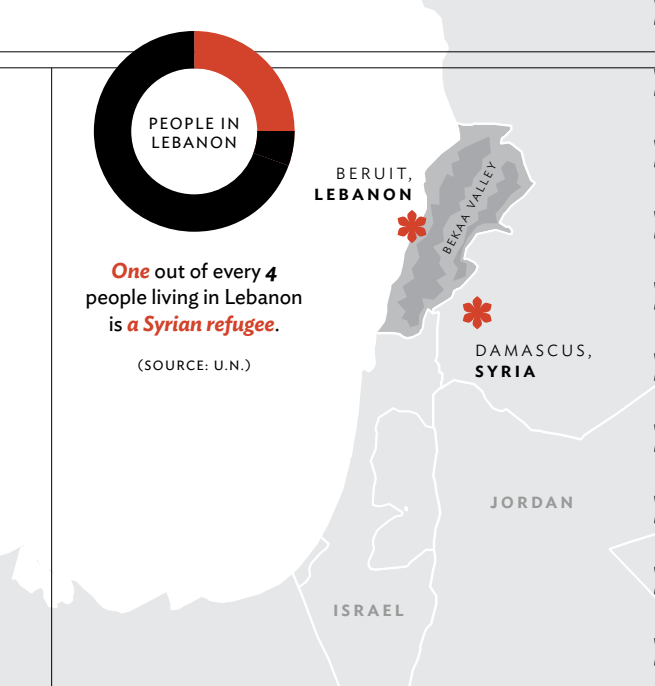 PEOPLE IN
LEBANON
BERUIT,
LEBANON
BEKAA VALLEY
One out of every 4
people living in Lebanon
is a Syrian refugee.
(SOURCE: U.N.)
DAMASCUS,
SYRIA
JORDAN
ISRAEL